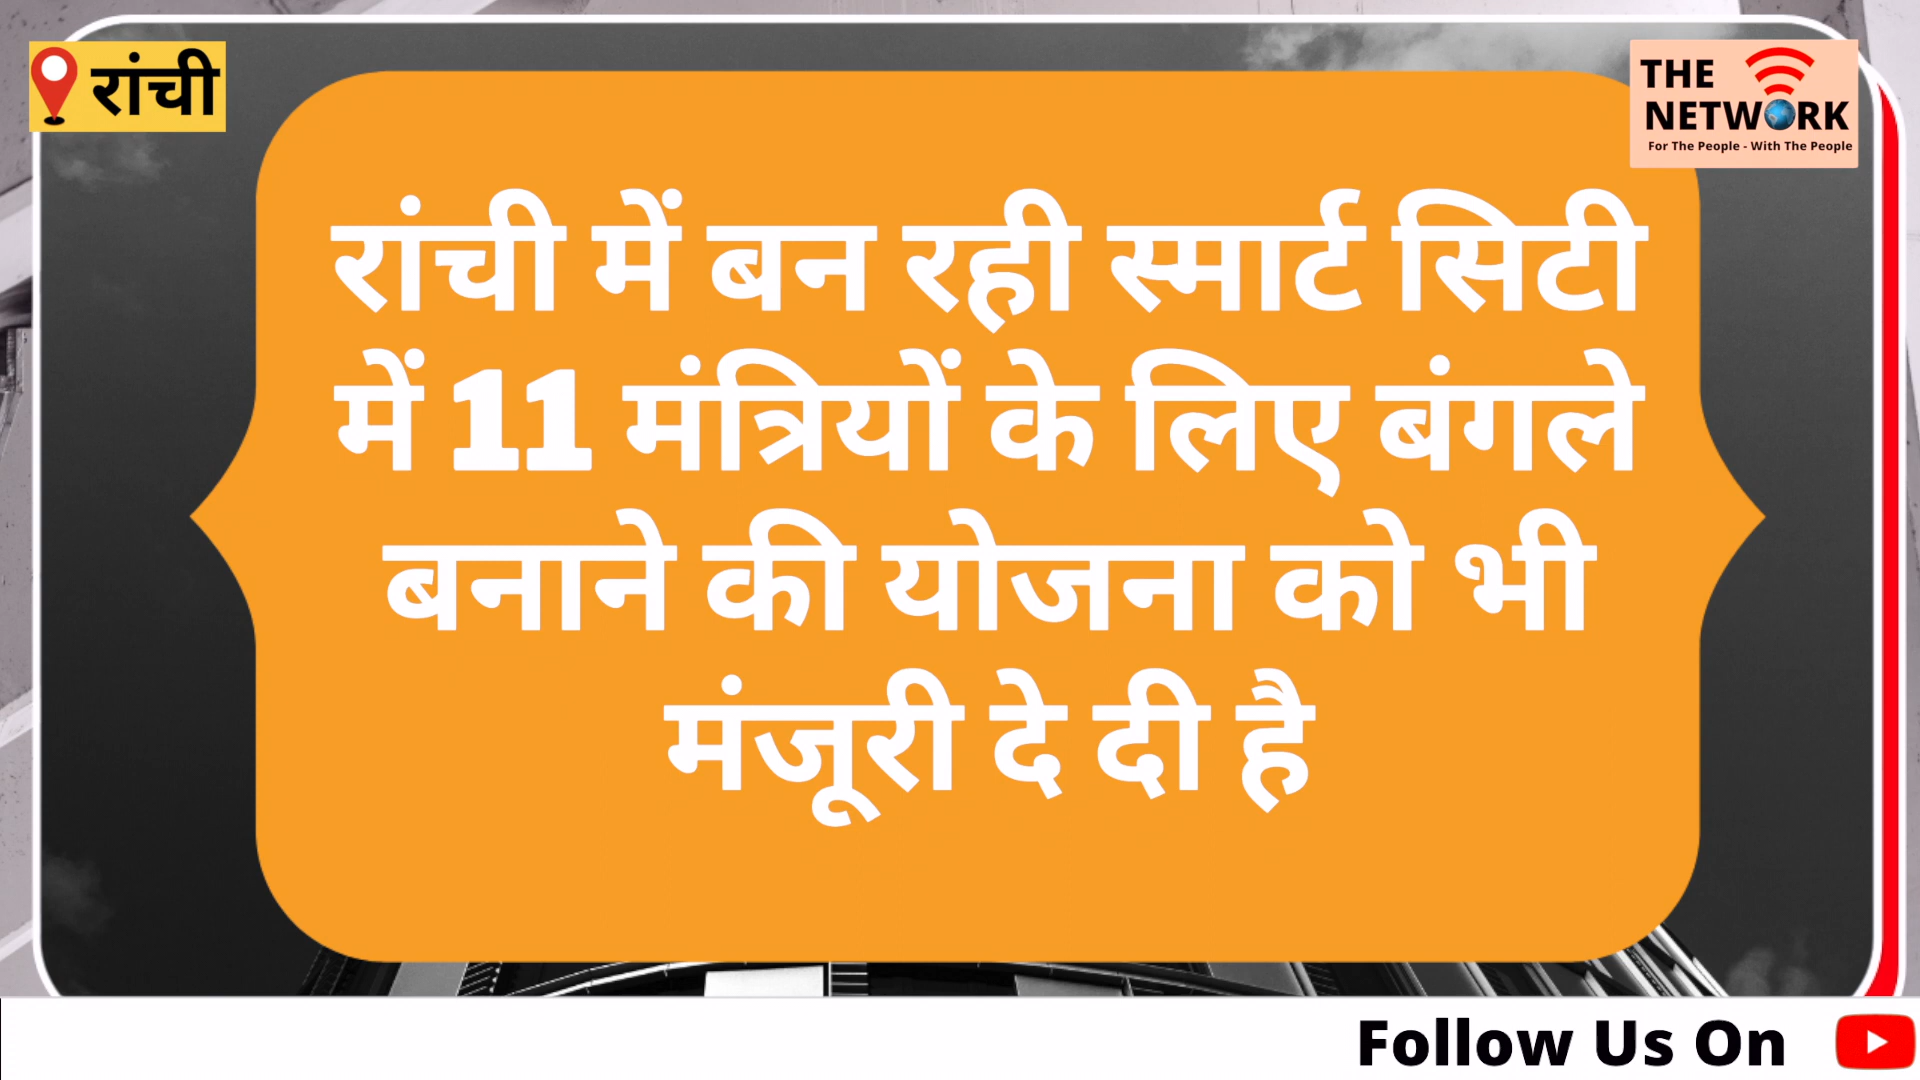 रांची
THE
NETWORK
For The People - With The People
रांची में बन रही स्मार्ट सिटी
में 11 मंत्रियों के लिए बंगले
बनाने की योजना को भी
मंजूरी दे दी है
Follow Us On